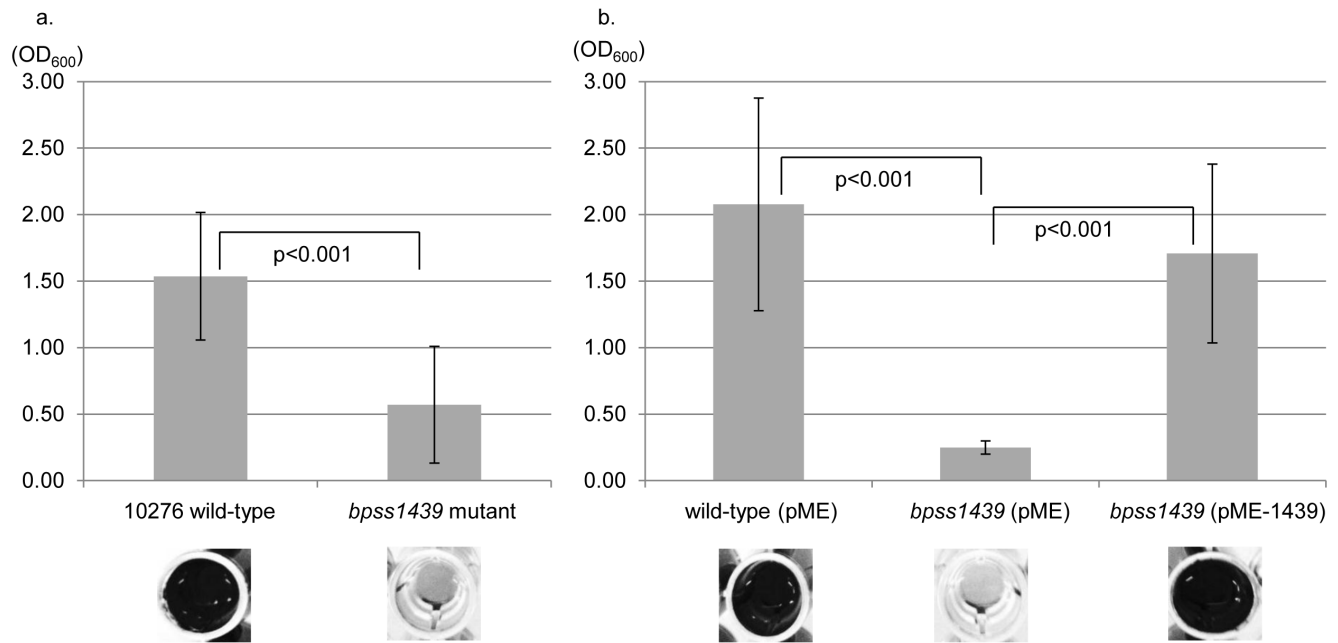 a.
(OD600)
3.00
2.50
2.00
1.50
1.00
0.50
0.00
p<0.001
10276 wild-type
bpss1439 mutant
b.
(OD600)
3.00
2.50
2.00
1.50
1.00
0.50
0.00
p<0.001
p<0.001
wild-type (pME)
bpss1439 (pME)
bpss1439 (pME-1439)